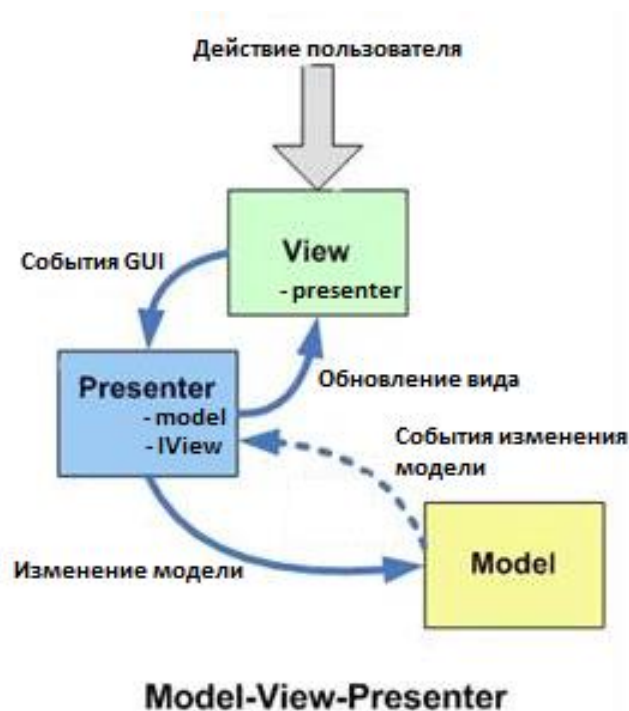 Действие пользователя
View
- presenter
События GUI
Presenter
- model
- IView
Обновление вида
События изменения
модели
Изменение модели
Model
Model-View-Presenter